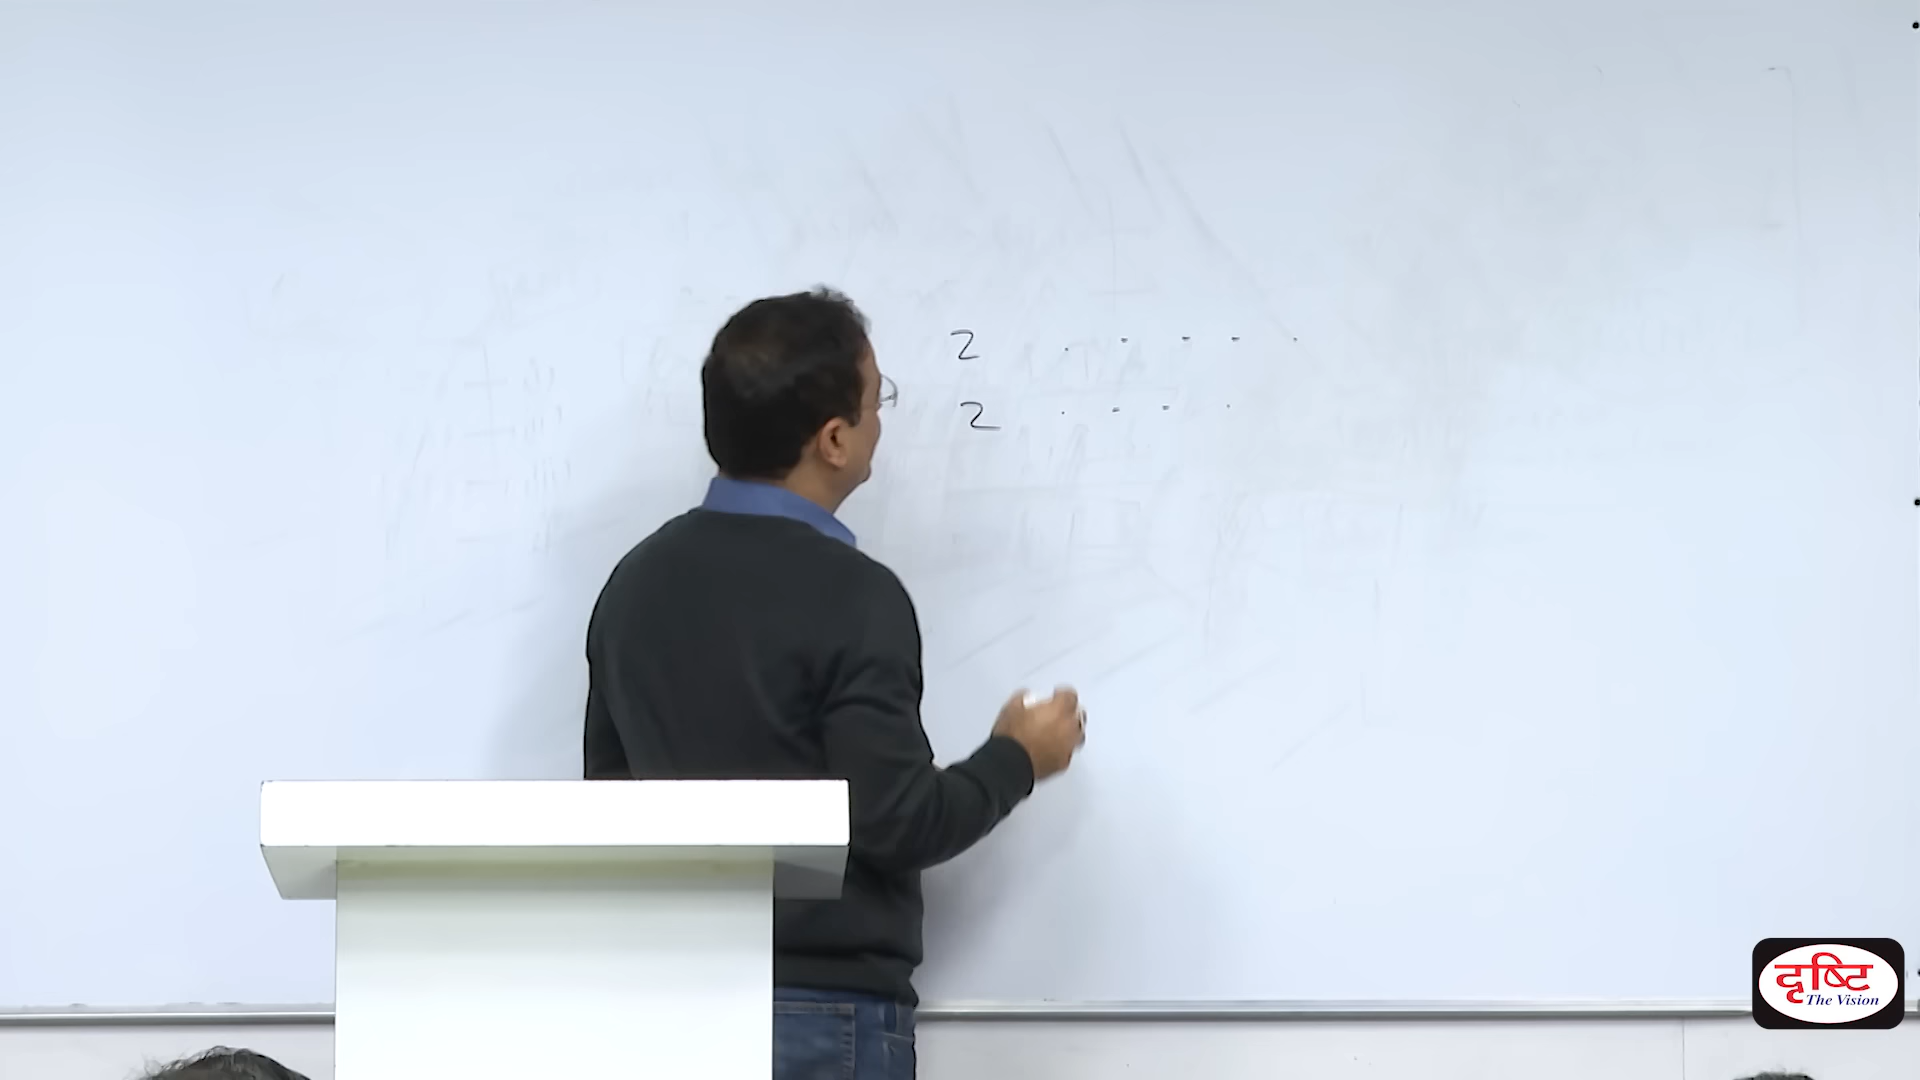 2 . - - - .
2 . - - .
दृष्टि
The Vision